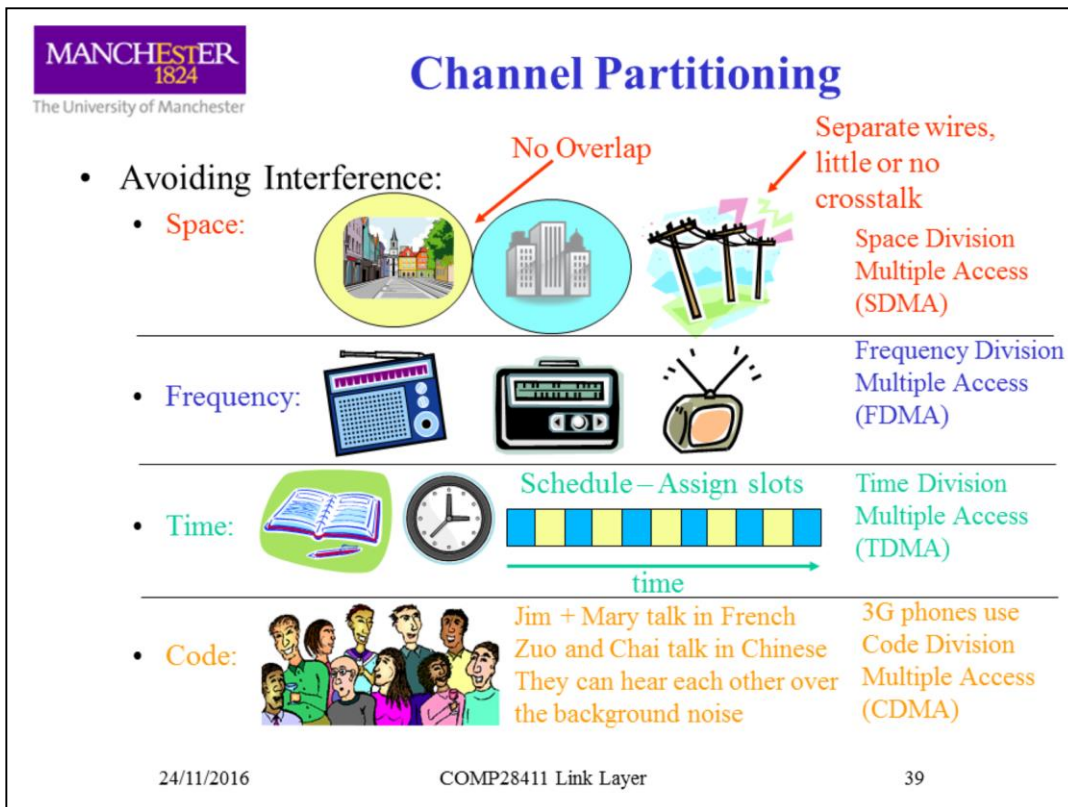 MANCHESTER
1824
The University of Manchester
Channel Partitioning
• Avoiding Interference:
No Overlap
Separate wires,
little or no
crosstalk
• Space:
Space Division
Multiple Access
(SDMA)
• Frequency:
Frequency Division
Multiple Access
(FDMA)
• Time:
Schedule – Assign slots
time
Time Division
Multiple Access
(TDMA)
• Code:
Jim + Mary talk in French
Zuo and Chai talk in Chinese
They can hear each other over
the background noise
3G phones use
Code Division
Multiple Access
(CDMA)
24/11/2016
COMP28411 Link Layer
39